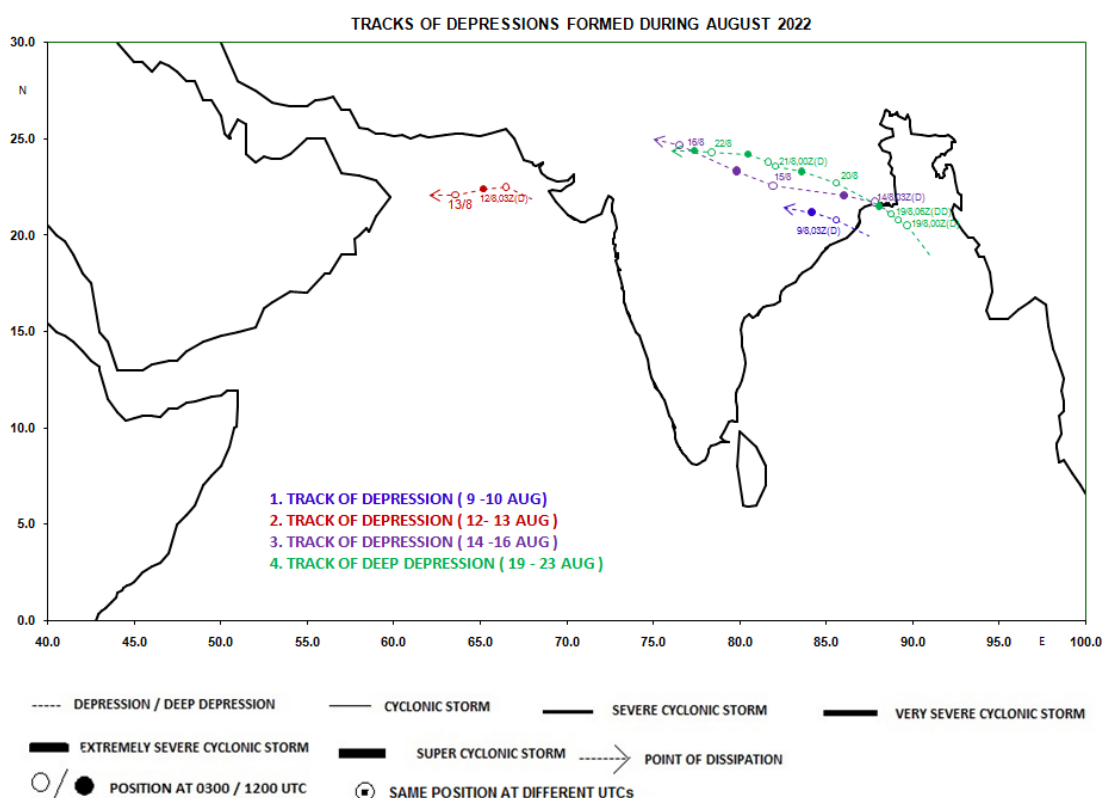 TRACKS OF DEPRESSIONS FORMED DURING AUGUST 2022
30.0
N
25.0
20.0
15.0
10.0
5.0
0.0
16/8
22/8
21/8,00Z(D)
15/8
20/8
14/8,03Z(D)
19/8,06Z(DD)
19/8,00Z(D)
9/8,03Z(D)
12/8,03Z(D)
13/8
1. TRACK OF DEPRESSION ( 9 -10 AUG)
2. TRACK OF DEPRESSION ( 12- 13 AUG )
3. TRACK OF DEPRESSION ( 14 -16 AUG )
4. TRACK OF DEEP DEPRESSION ( 19 - 23 AUG )
40.0 45.0 50.0 55.0 60.0 65.0 70.0 75.0 80.0 85.0 90.0 95.0 E 100.0
DEPRESSION / DEEP DEPRESSION CYCLONIC STORM SEVERE CYCLONIC STORM VERY SEVERE CYCLONIC STORM
EXTREMELY SEVERE CYCLONIC STORM SUPER CYCLONIC STORM POINT OF DISSIPATION
POSITION AT 0300 / 1200 UTC SAME POSITION AT DIFFERENT UTCs